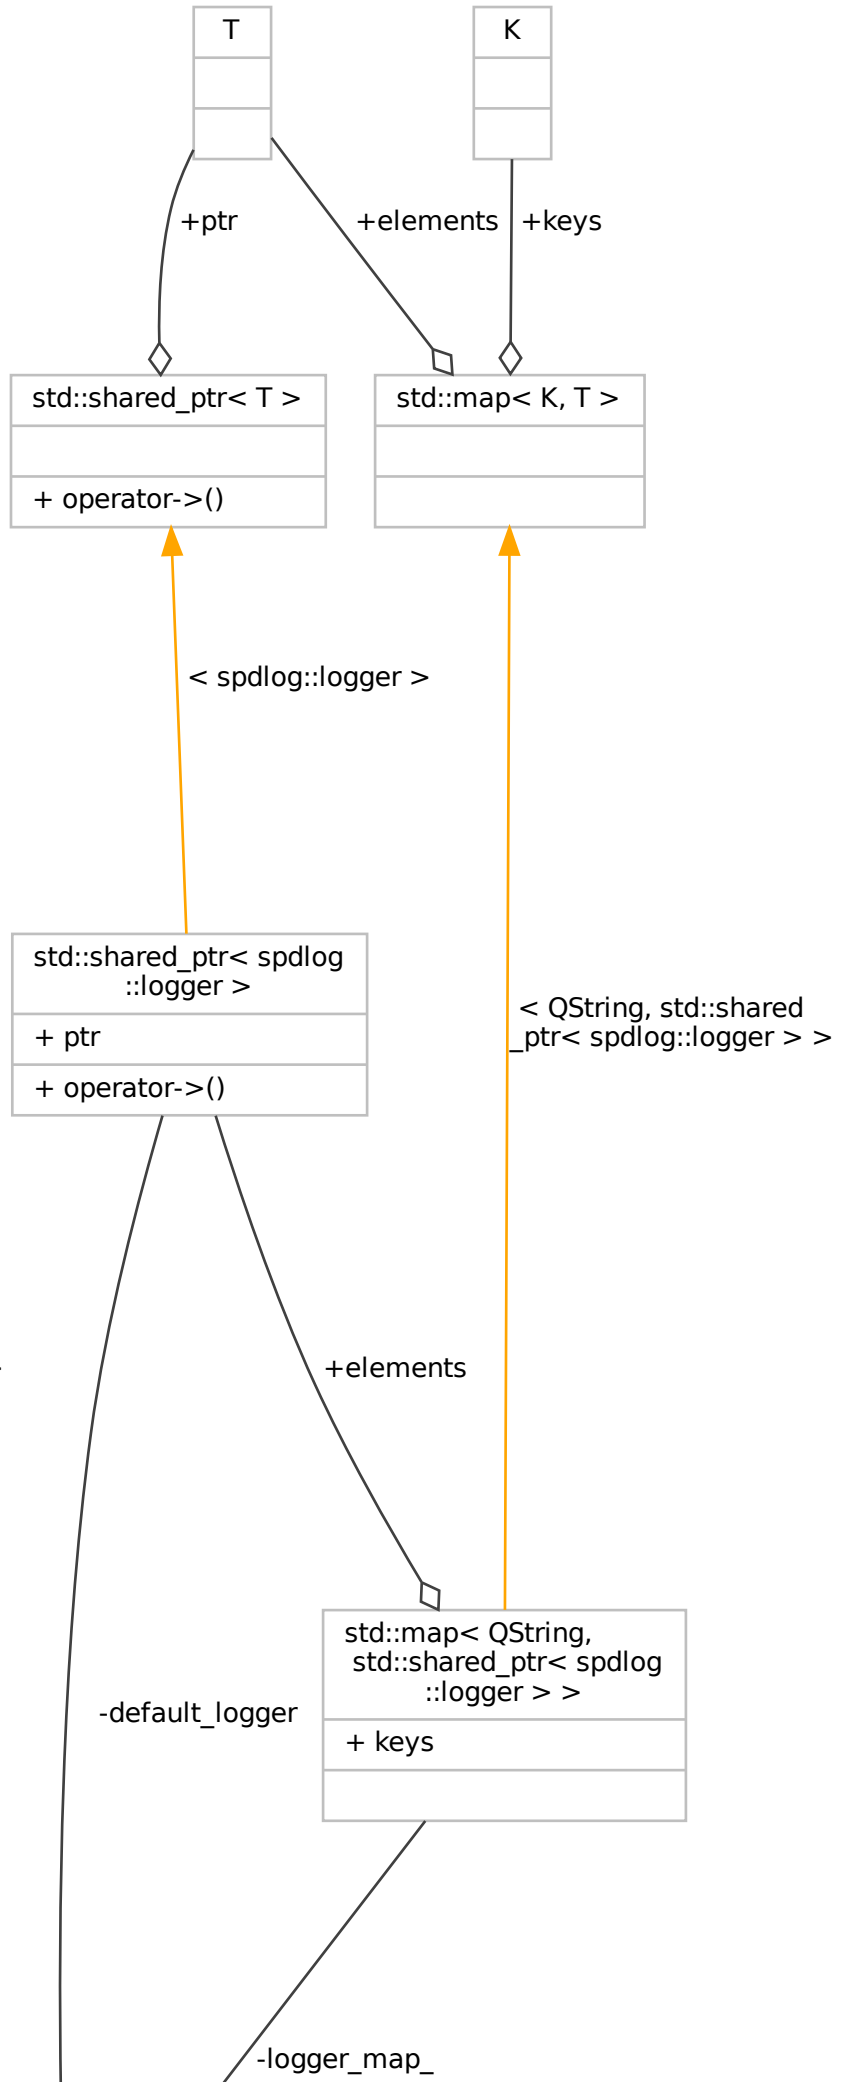 T
K
+ptr
+elements
+keys
std::shared_ptr< T >
+ operator->()
std::map< K, T >
< spdlog::logger >
std::shared_ptr< spdlog
::logger >
+ ptr
+ operator->()
< QString, std::shared
_ptr< spdlog::logger > >
+elements
std::map< QString,
std::shared_ptr< spdlog
::logger > >
+ keys
-default_logger
-logger_map_